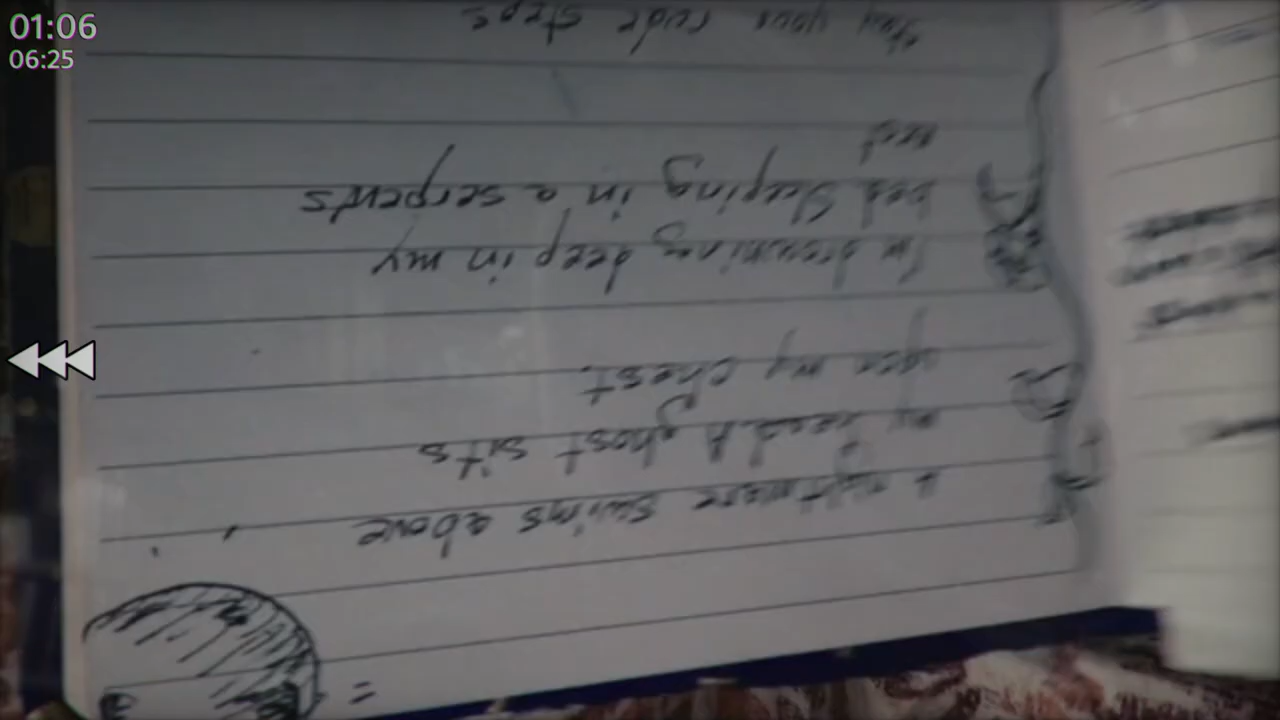 01:06
06:25
A nightmare swims above
my head. A ghost sits
upon my chest.
I'm drowning deep in my
bed sleeping in a serpents
nest
stay your rude steps